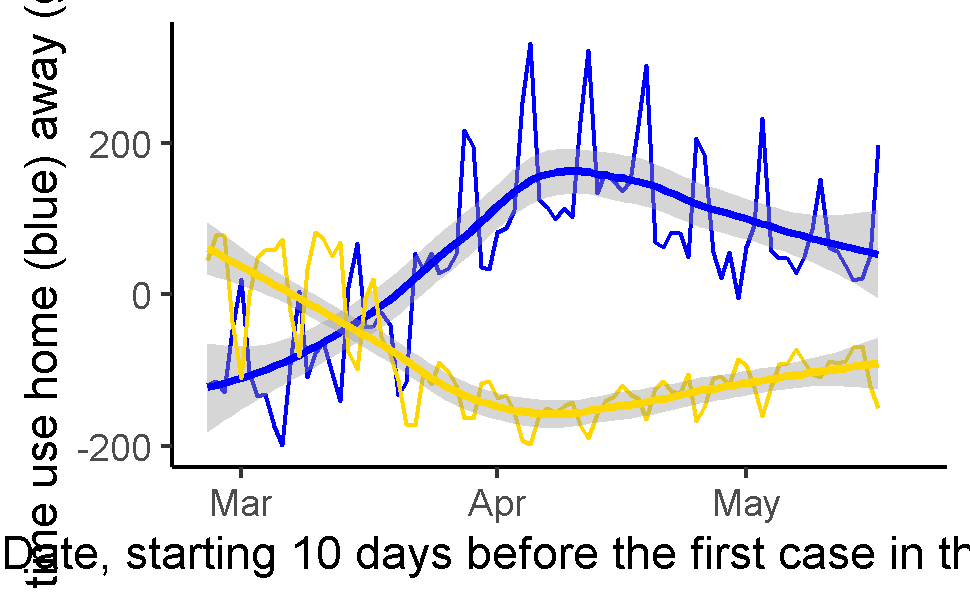 time use home (blue) away (
200
0
-200
Mar
Apr
May
Date, starting 10 days before the first case in th